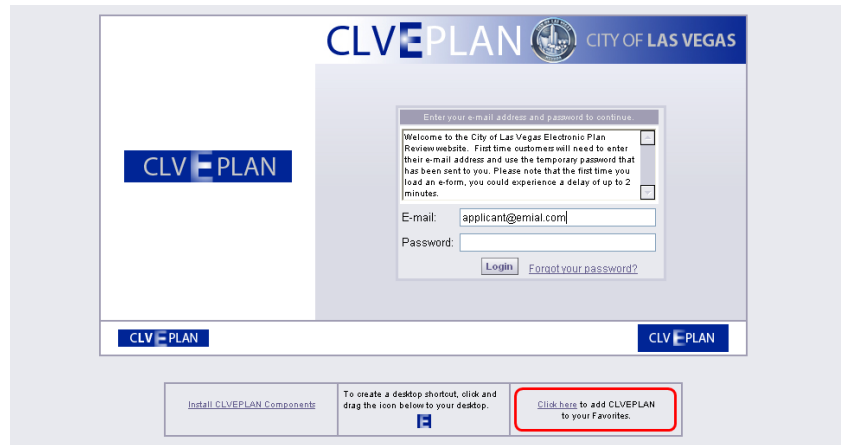 CLVEPLAN CITY OF LAS VEGAS
Enter your e-mail address and password to continue.
Welcome to the City of Las Vegas Electronic Plan
Review website. First time customers will need to enter
their e-mail address and use the temporary password that
has been sent to you. Please note that the first time you
load an e-form, you could experience a delay of up to 2
minutes.
CLV EPLAN
E-mail: applicant@emial.com
Password:
Login Forgot your password?
CLVEPLAN
CLV EPLAN
Install CLVEPLAN Components
To create a desktop shortcut, click and
drag the icon below to your desktop.
E
Click here to add CLVEPLAN
to your Favorites.